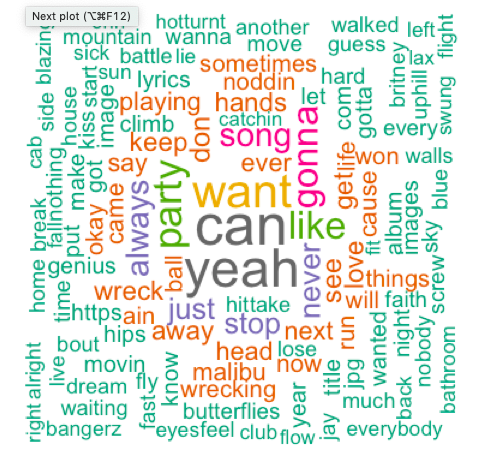 Next plot (⌥⌘F12)
hotturnt
another
walked
left
flight
mountain
wanna
move
guess
lax
blazing
sick
battle
lie
sometimes
britney
sun
lyrics
noddin
hard
uphill
swung
start
image
playing
hands
let
come
gotta
house
kiss
climb
don
catchin
song
every
side
keep
gonna
cab
nothing
say
ever
getlife
won
walls
make
got
party
want
cause
blue
fall
put
okay
came
always
can
like
album
images
sky
break
yeah
never
fit
love
genius
ball
see
things
screw
home
time
wreck
just
hittake
will
faith
https
ain
stop
next
run
night
hips
away
wanted
nobody
bout
head
lose
now
bathroom
movin
know
malibu
title
jpg
back
alright
live
dream
fly
wrecking
year
much
right
waiting
fast
butterflies
jay
bangerz
eyesfeel
club
flow
everybody